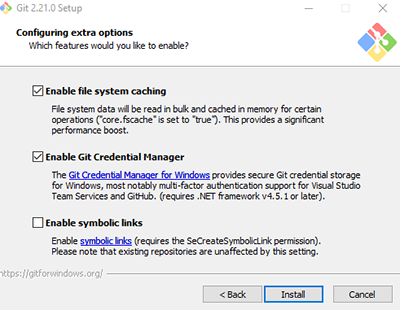 Git 2.21.0 Setup
Configuring extra options
Which features would you like to enable?
Enable file system caching
File system data will be read in bulk and cached in memory for certain
operations ("core.fscache" is set to "true"). This provides a significant
performance boost.
Enable Git Credential Manager
The Git Credential Manager for Windows provides secure Git credential storage
for Windows, most notably multi-factor authentication support for Visual Studio
Team Services and GitHub. (requires .NET framework v4.5.1 or later).
Enable symbolic links
Enable symbolic links (requires the SeCreateSymbolicLink permission).
Please note that existing repositories are unaffected by this setting.
https://gitforwindows.org/
< Back Install Cancel